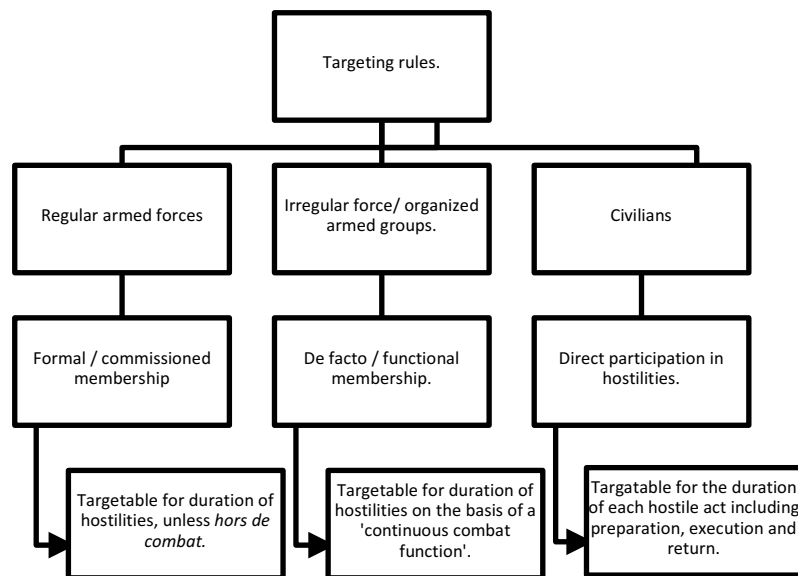 Targeting rules.
Regular armed forces
Irregular force/ organized
armed groups.
Civilians
Formal / commissioned
membership
De facto / functional
membership.
Direct participation in
hostilities.
Targetable for duration of
hostilities, unless hors de
combat.
Targetable for duration of
hostilities on the basis of a
'continuous combat
function'.
Targatable for the duration
of each hostile act including
preparation, execution and
return.